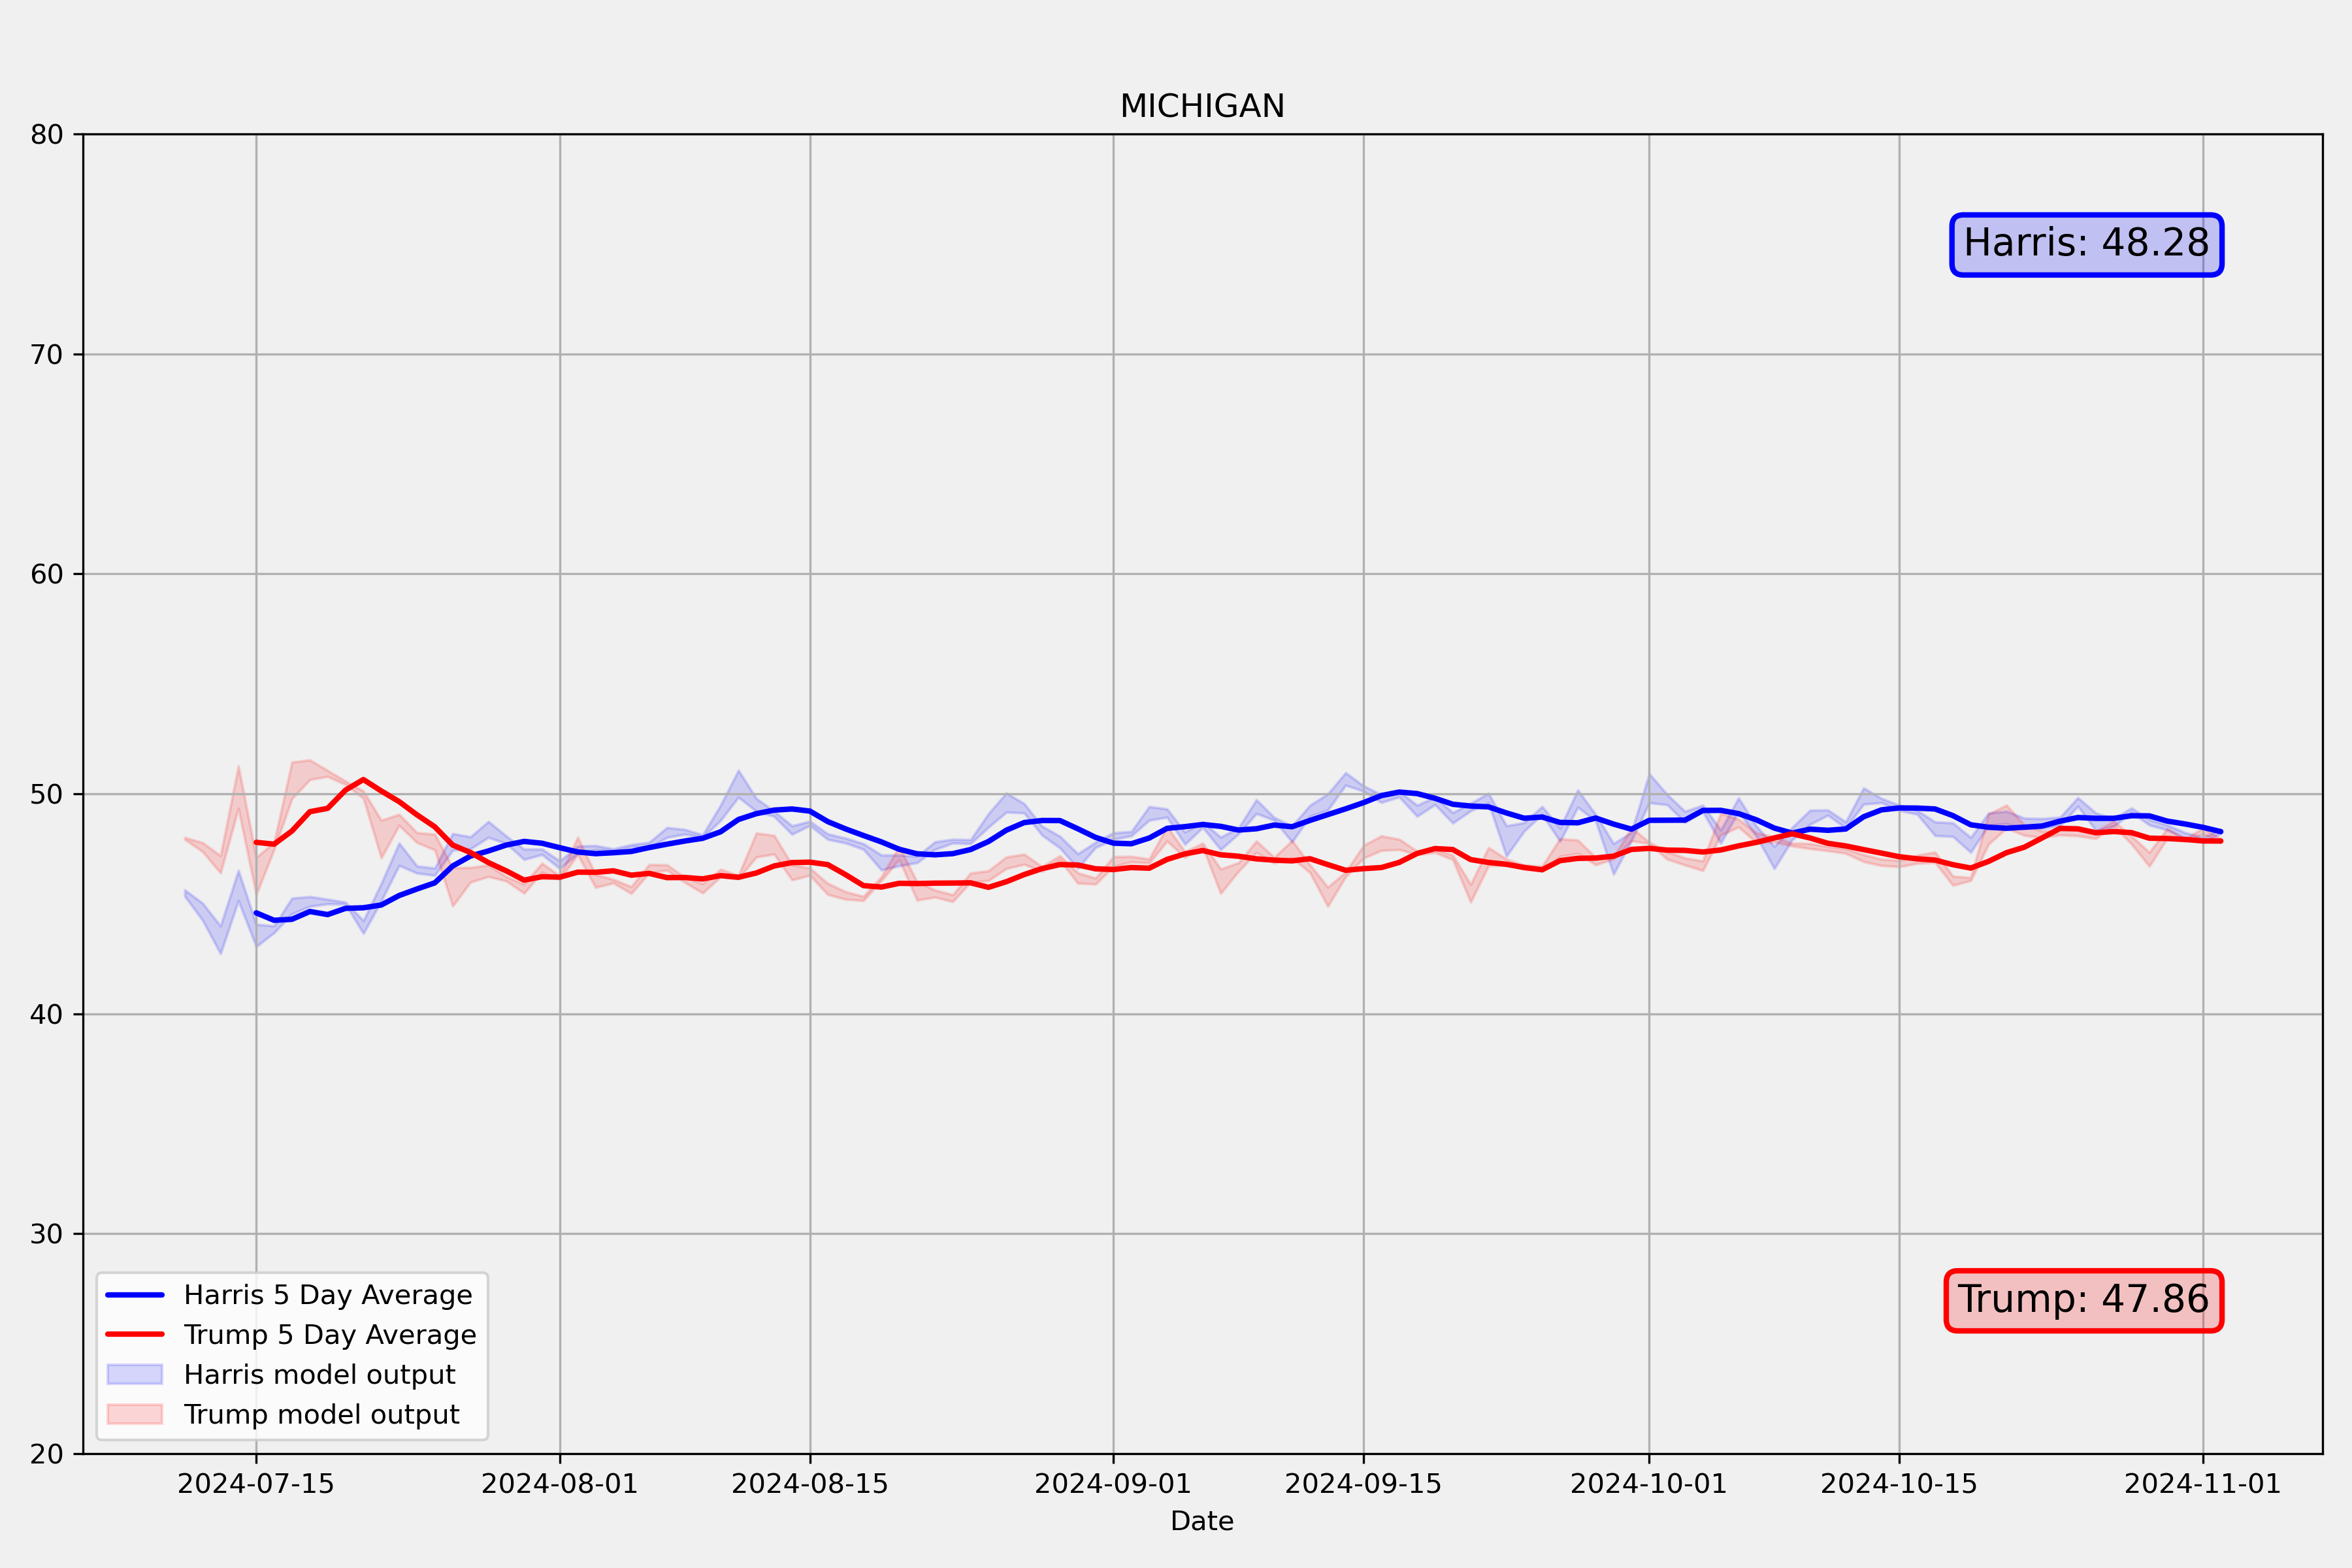 MICHIGAN
80
70
60
50
40
30
20
Harris: 48.28
Trump: 47.86
Harris 5 Day Average
Trump 5 Day Average
Harris model output
Trump model output
2024-07-15 2024-08-01 2024-08-15 2024-09-01 2024-09-15 2024-10-01 2024-10-15 2024-11-01
Date